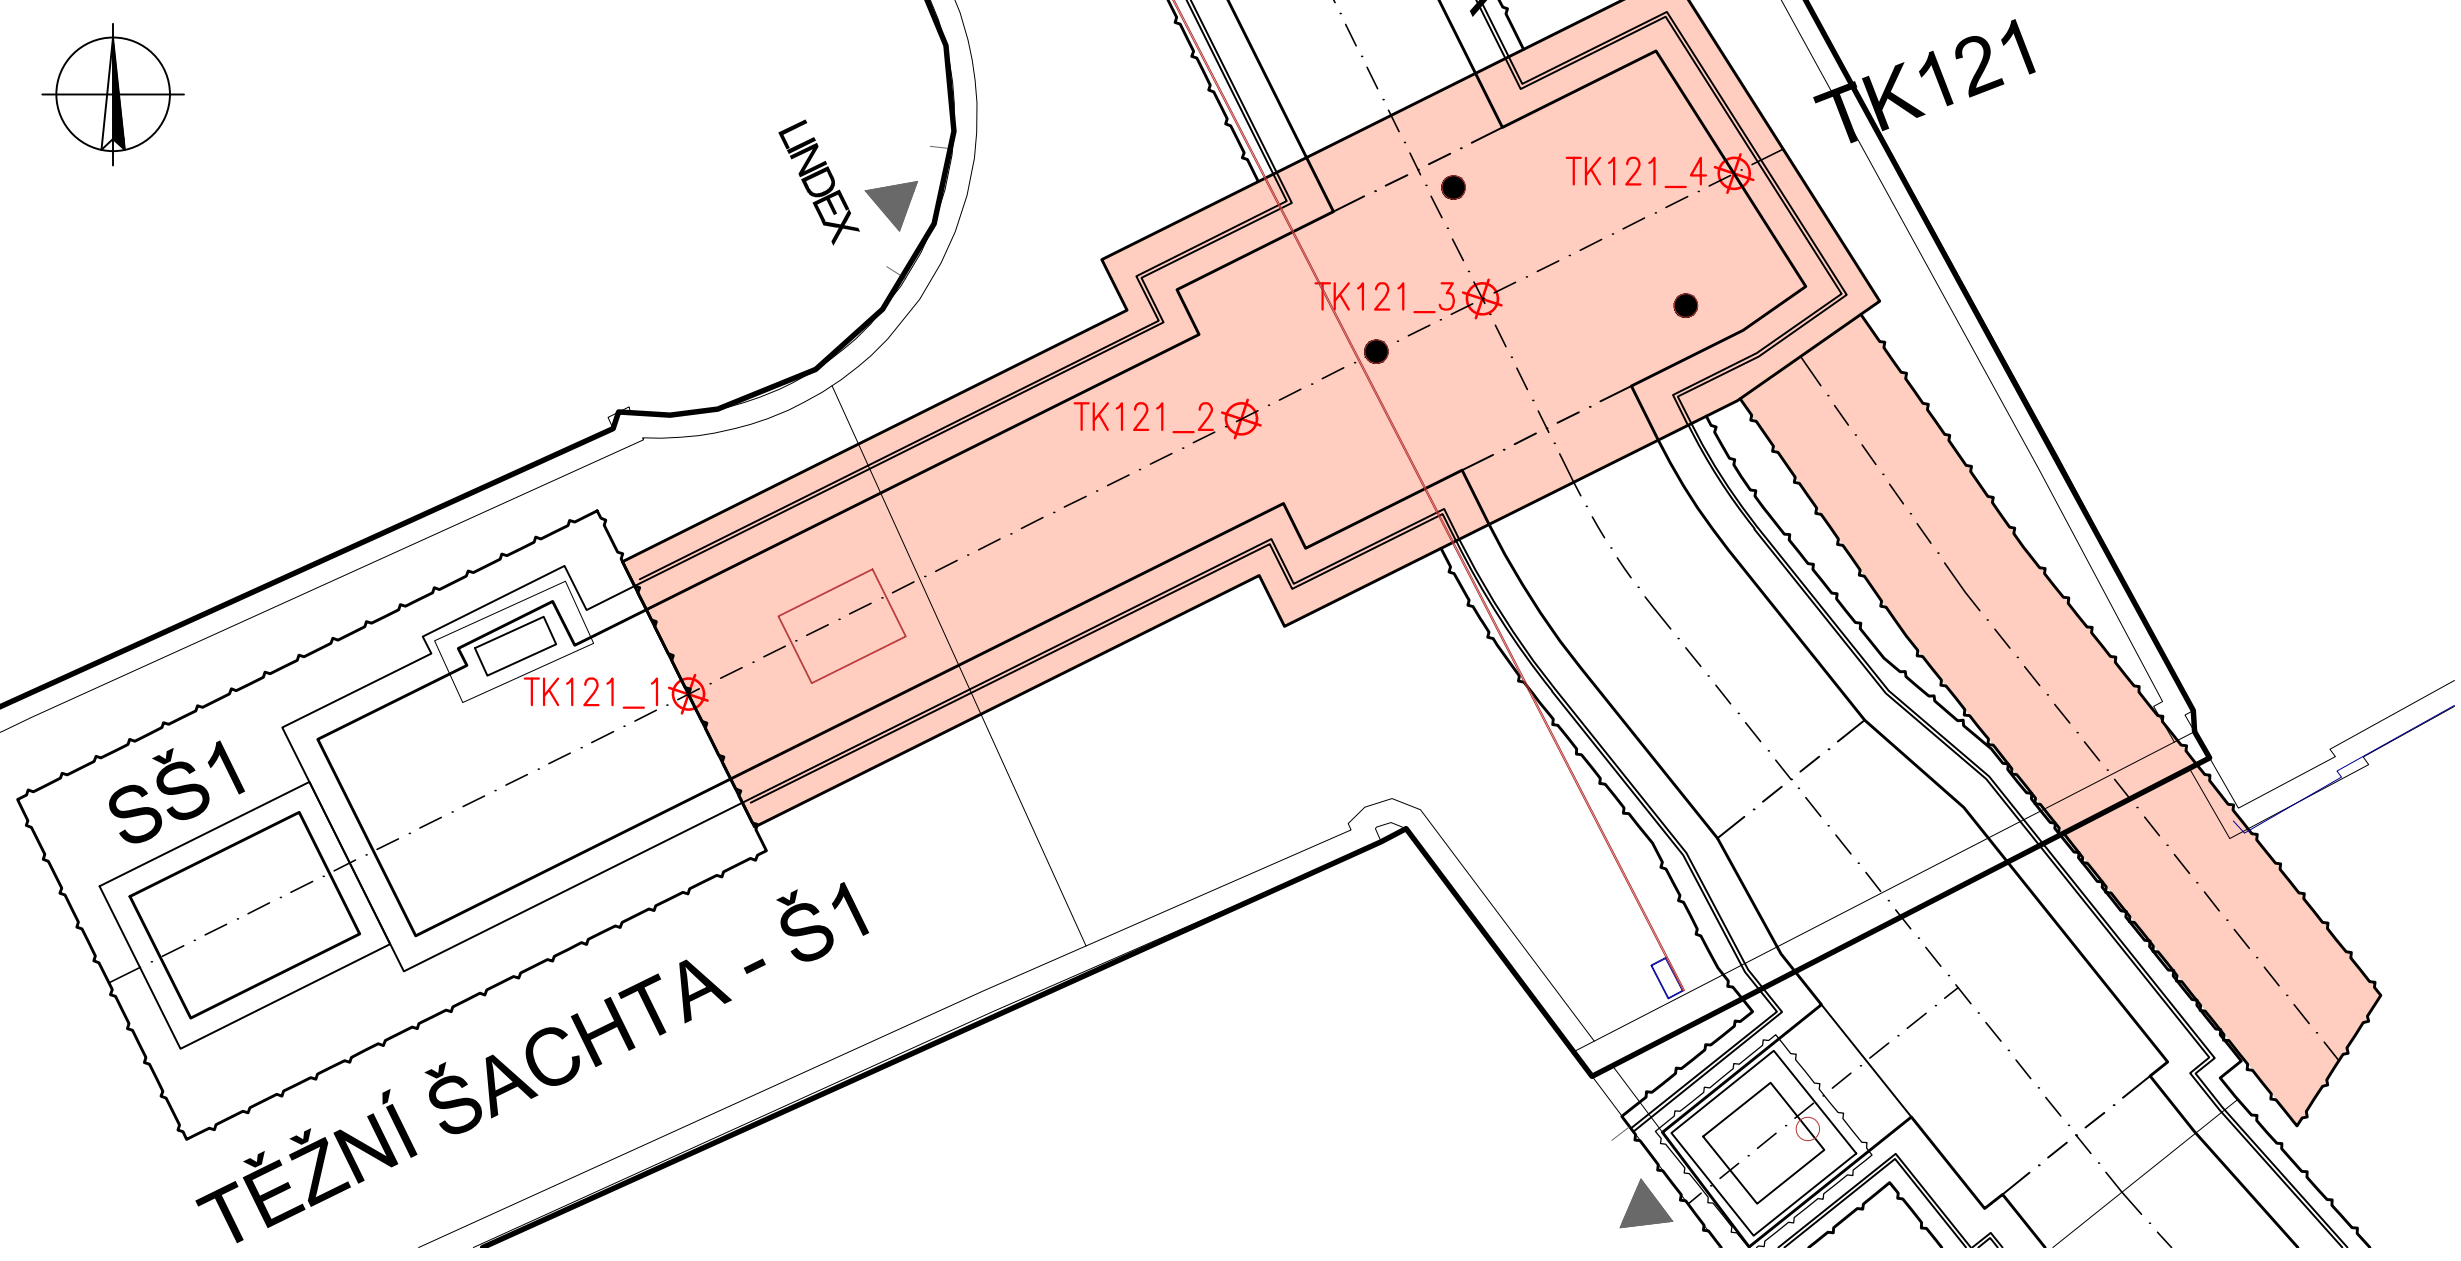 TK121
LINDEX
TK121_4
TK121_3
TK121_2
TK121_1
SŠ1
TĚŽNÍ ŠACHTA - Š1